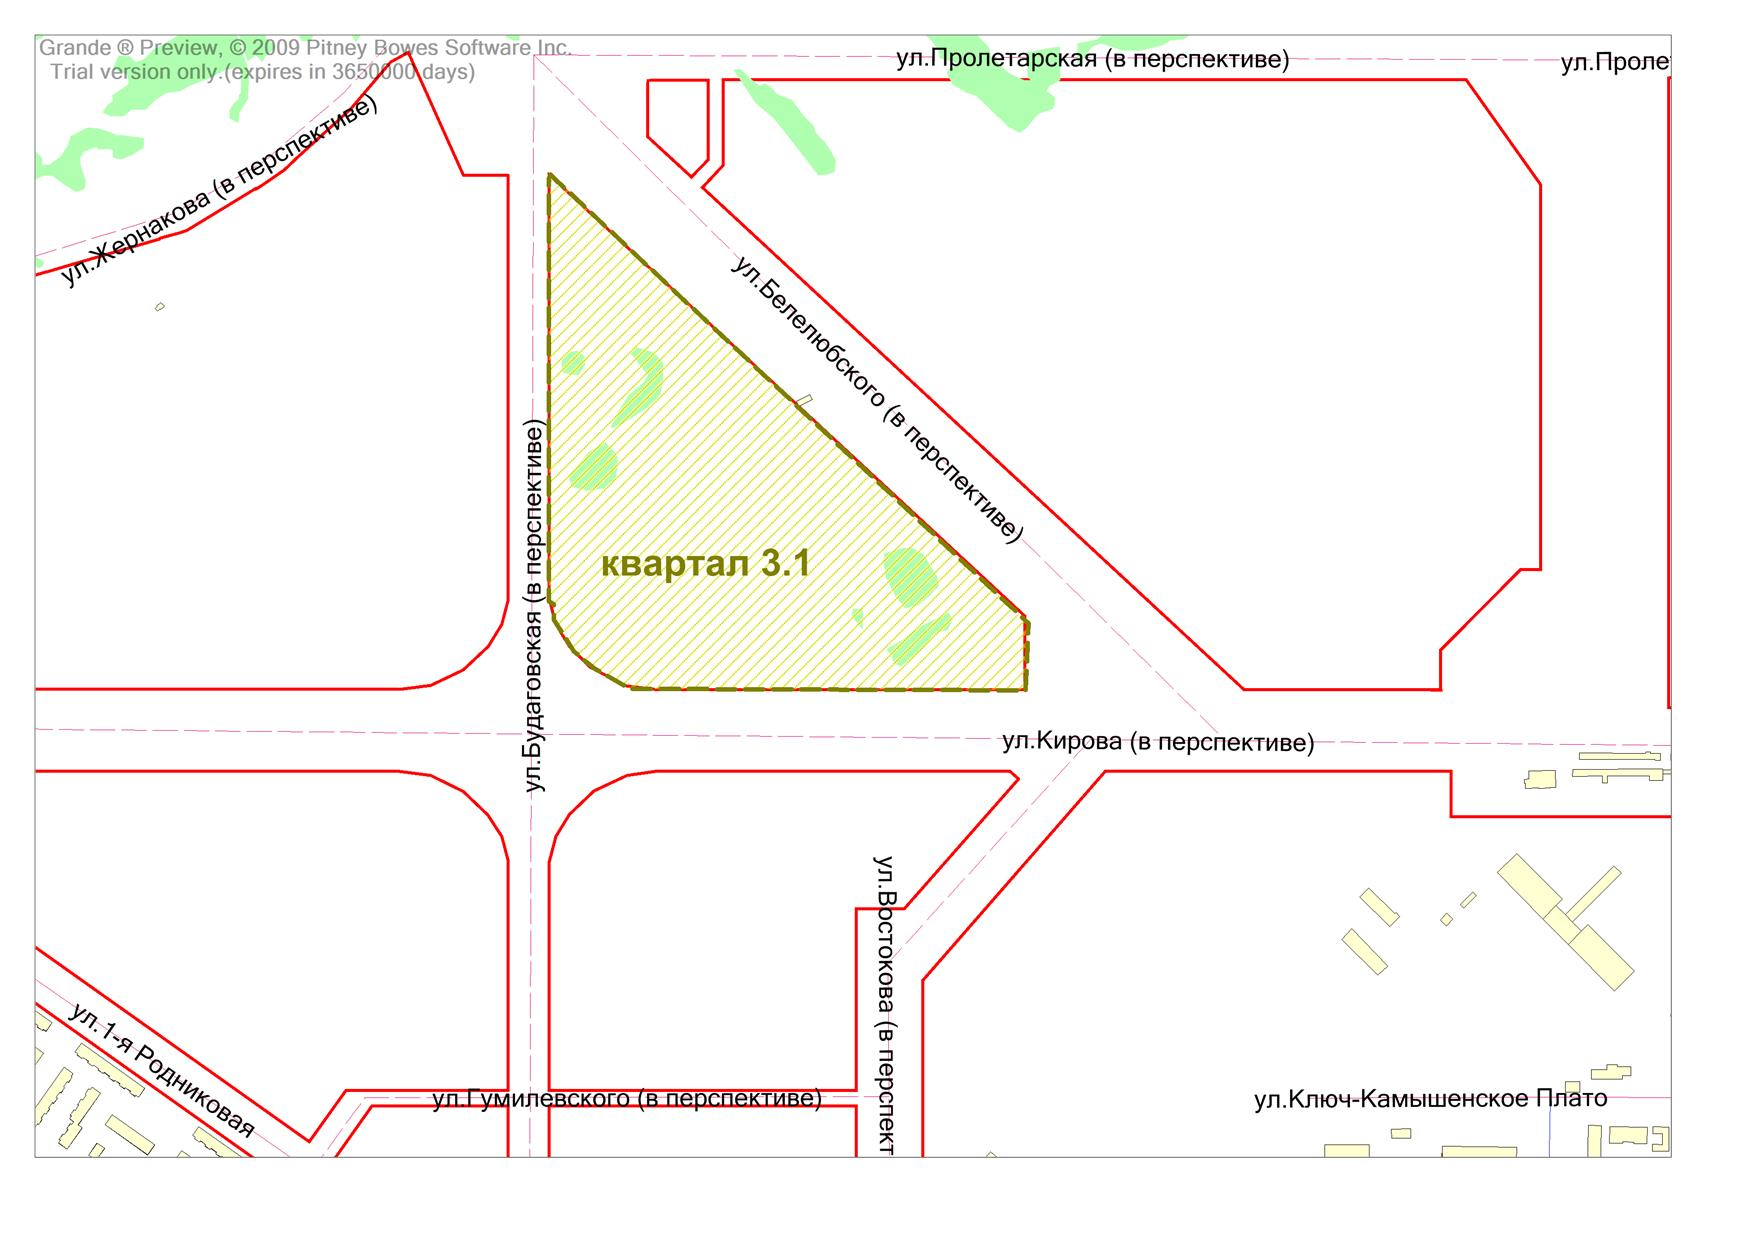 Grande ® Preview, © 2009 Pitney Bowes Software Inc.
Trial version only.(expires in 3650000 days)
ул.Пролетарская (в перспективе)
ул.Проле
ул.Жернакова (в перспективе)
ул.Белелюбского (в перспективе)
ул.Будаговская (в перспективе)
квартал 3.1
ул.Кирова (в перспективе)
ул.Востокова (в перспект
ул.1-я Родниковая
ул.Гумилевского (в перспективе)
ул.Ключ-Камышенское Плато